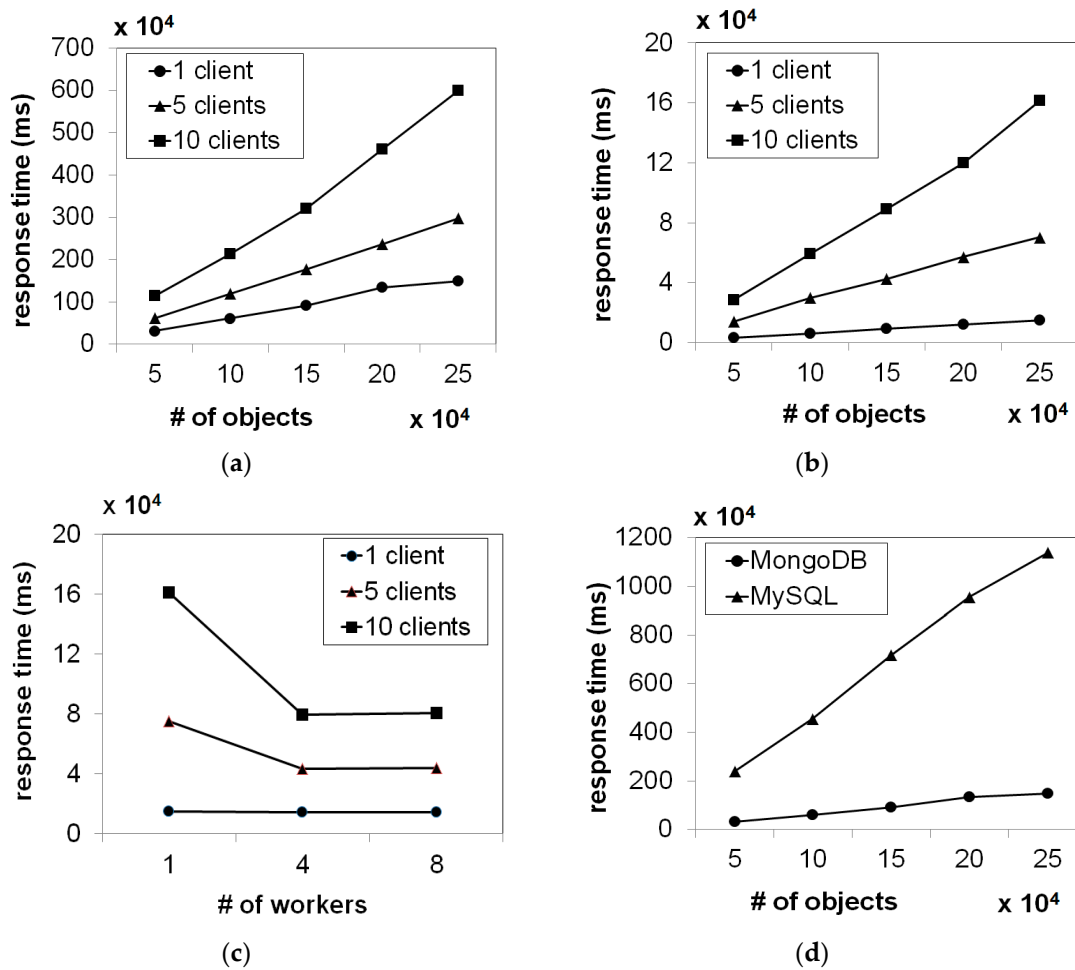 x 10⁴
700
600
500
400
300
200
100
0
response time (ms)
1 client
5 clients
10 clients
5 10 15 20 25
# of objects x 10⁴
(a)
x 10⁴
20
16
12
8
4
0
response time (ms)
1 client
5 clients
10 clients
5 10 15 20 25
# of objects x 10⁴
(b)
x 10⁴
20
16
12
8
4
0
response time (ms)
1 client
5 clients
10 clients
1 4 8
# of workers
(c)
x 10⁴
1200
1000
800
600
400
200
0
response time (ms)
MongoDB
MySQL
5 10 15 20 25
# of objects x 10⁴
(d)